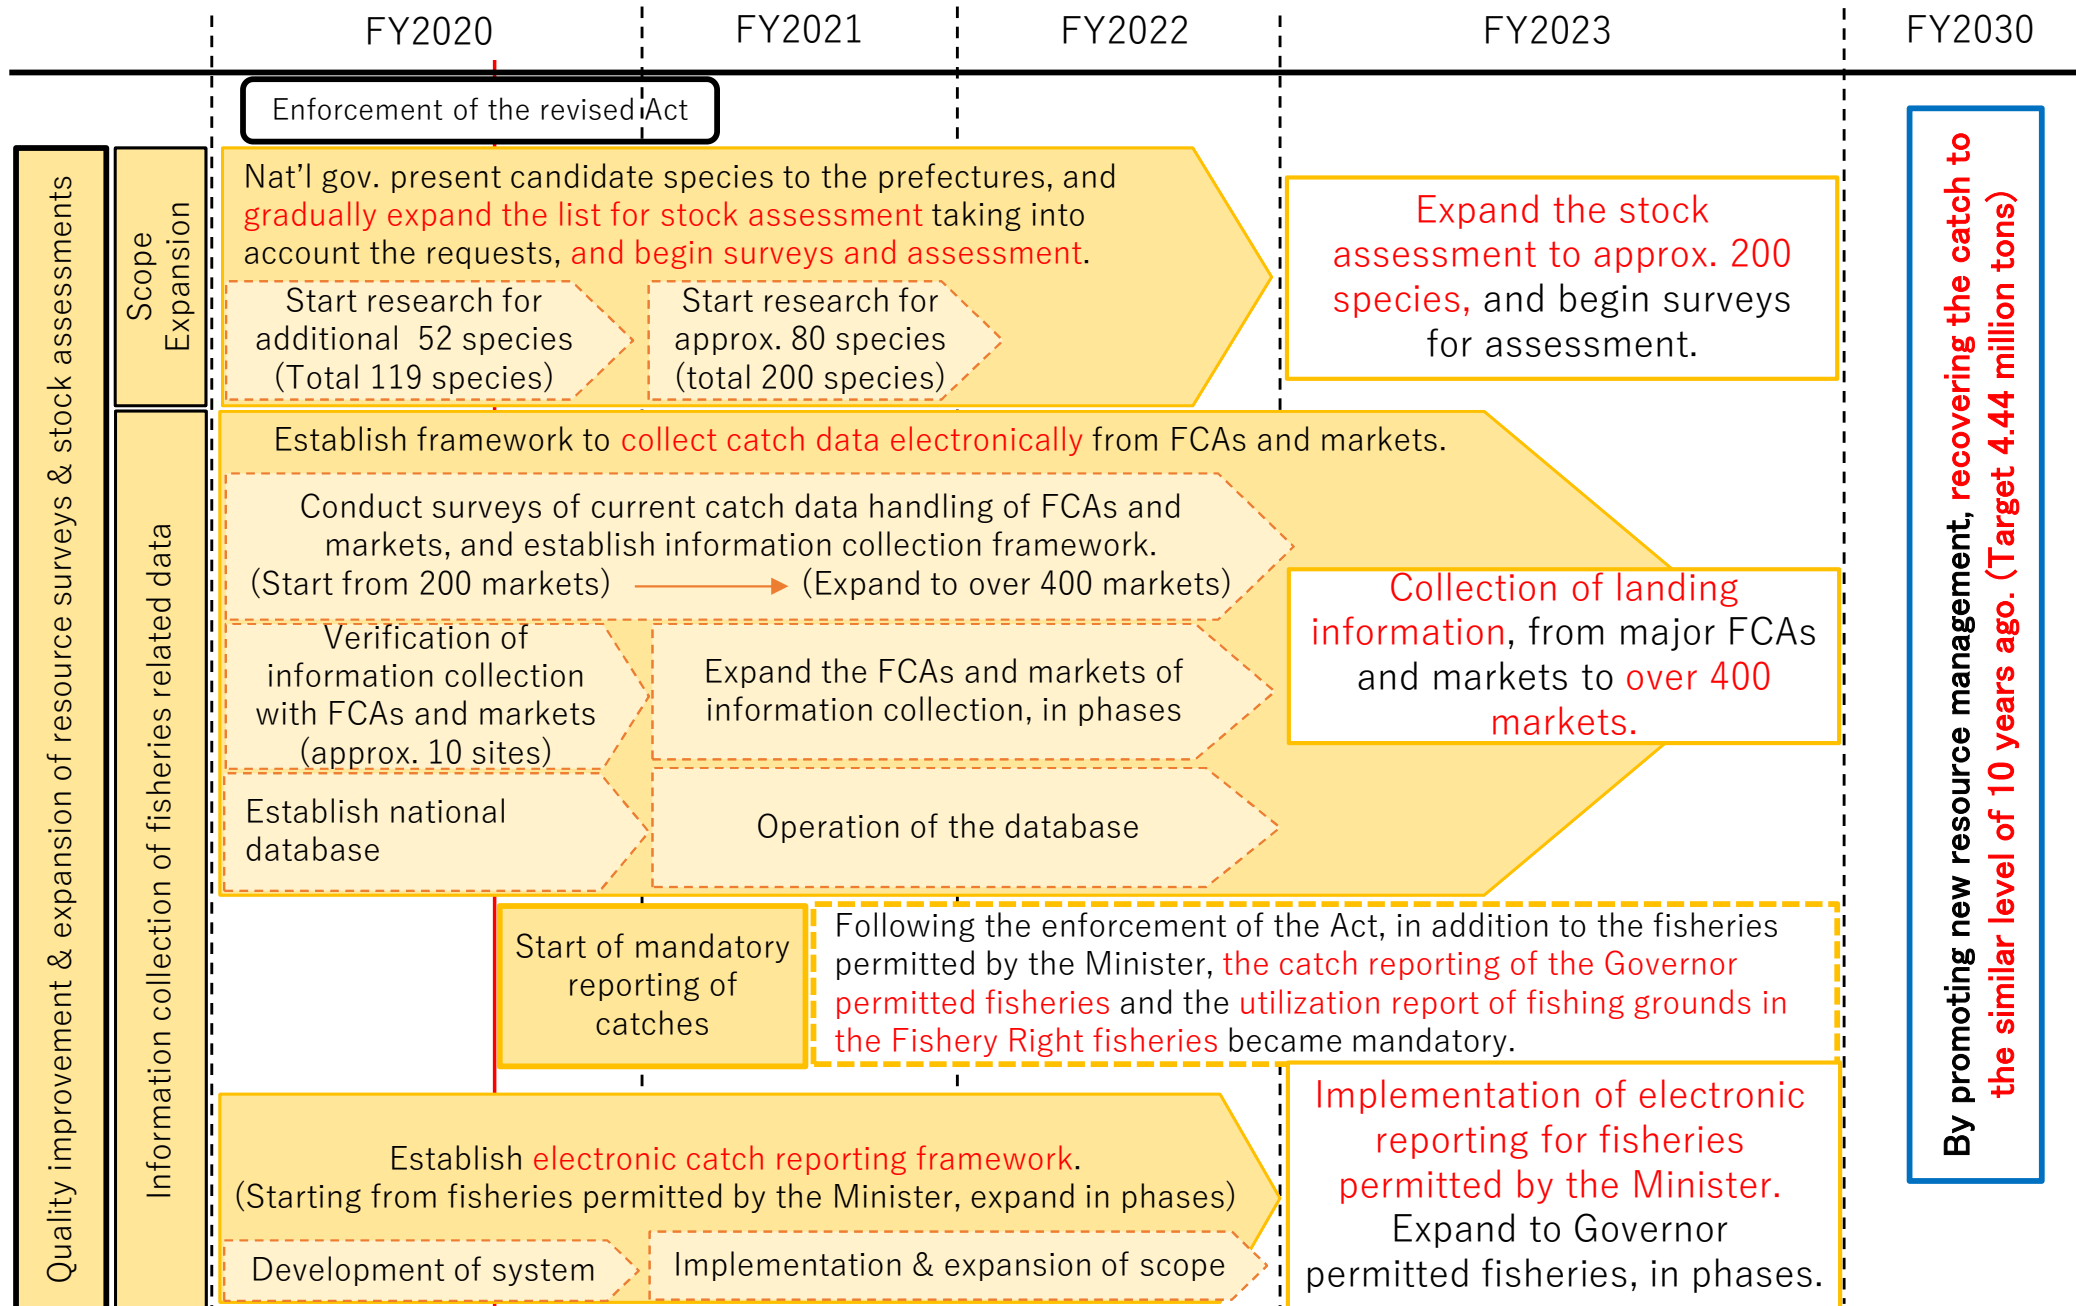 FY2020
FY2021
FY2022
FY2023
FY2030
Enforcement of the revised Act
Quality improvement & expansion of resource surveys & stock assessments
Scope
Expansion
Nat’l gov. present candidate species to the prefectures, and
gradually expand the list for stock assessment taking into
account the requests, and begin surveys and assessment.
Start research for
additional 52 species
(Total 119 species)
Start research for
approx. 80 species
(total 200 species)
Expand the stock
assessment to approx. 200
species, and begin surveys
for assessment.
Information collection of fisheries related data
Establish framework to collect catch data electronically from FCAs and markets.
Conduct surveys of current catch data handling of FCAs and
markets, and establish information collection framework.
(Start from 200 markets)
(Expand to over 400 markets)
Verification of
information collection
with FCAs and markets
(approx. 10 sites)
Expand the FCAs and markets of
information collection, in phases
Establish national
database
Operation of the database
Collection of landing
information, from major FCAs
and markets to over 400
markets.
Start of mandatory
reporting of
catches
Following the enforcement of the Act, in addition to the fisheries
permitted by the Minister, the catch reporting of the Governor
permitted fisheries and the utilization report of fishing grounds in
the Fishery Right fisheries became mandatory.
Establish electronic catch reporting framework.
(Starting from fisheries permitted by the Minister, expand in phases)
Development of system
Implementation & expansion of scope
Implementation of electronic
reporting for fisheries
permitted by the Minister.
Expand to Governor
permitted fisheries, in phases.
By promoting new resource management, recovering the catch to
the similar level of 10 years ago. (Target 4.44 million tons)